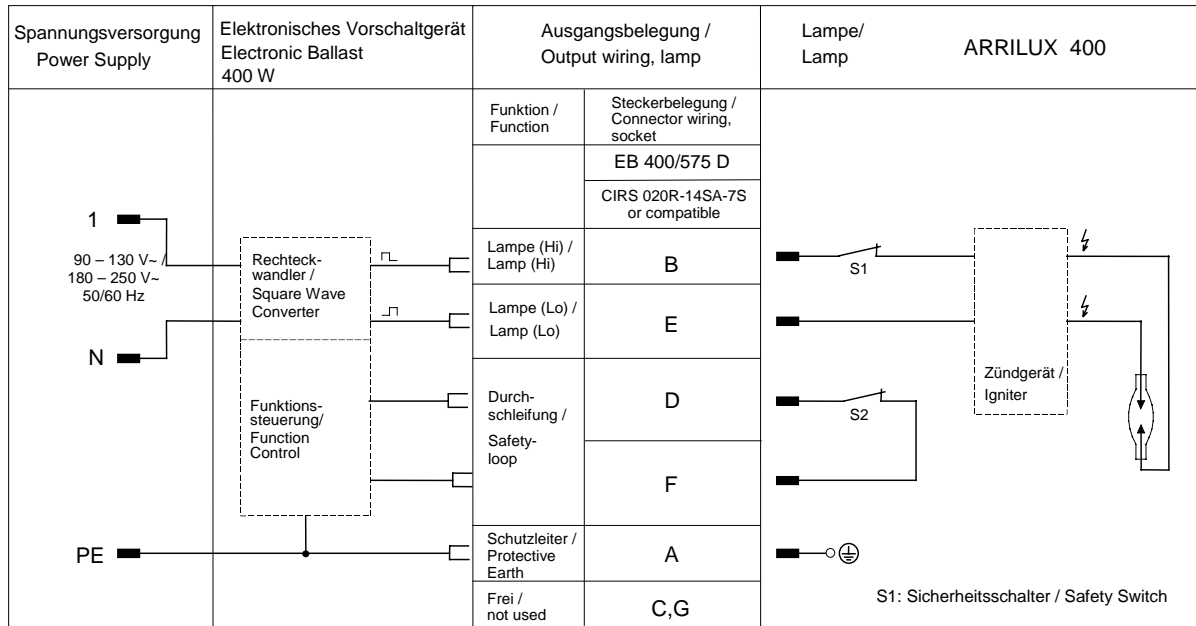 Spannungsversorgung
Power Supply
Elektronisches Vorschaltgerät
Electronic Ballast
400 W
Ausgangsbelegung /
Output wiring, lamp
Lampe/
Lamp
ARRILUX 400
Funktion /
Function
Steckerbelegung /
Connector wiring,
socket
EB 400/575 D
CIRS 020R-14SA-7S
or compatible
1
90 – 130 V~ /
180 – 250 V~
50/60 Hz
N
PE
Rechteck-
wandler /
Square Wave
Converter
Funktions-
steuerung/
Function
Control
Lampe (Hi) /
Lamp (Hi)
B
Lampe (Lo) /
Lamp (Lo)
E
Durch-
schleifung /
Safety-
loop
D
F
Schutzleiter /
Protective
Earth
A
Frei /
not used
C,G
S1
S2
Zündgerät /
Igniter
S1: Sicherheitsschalter / Safety Switch